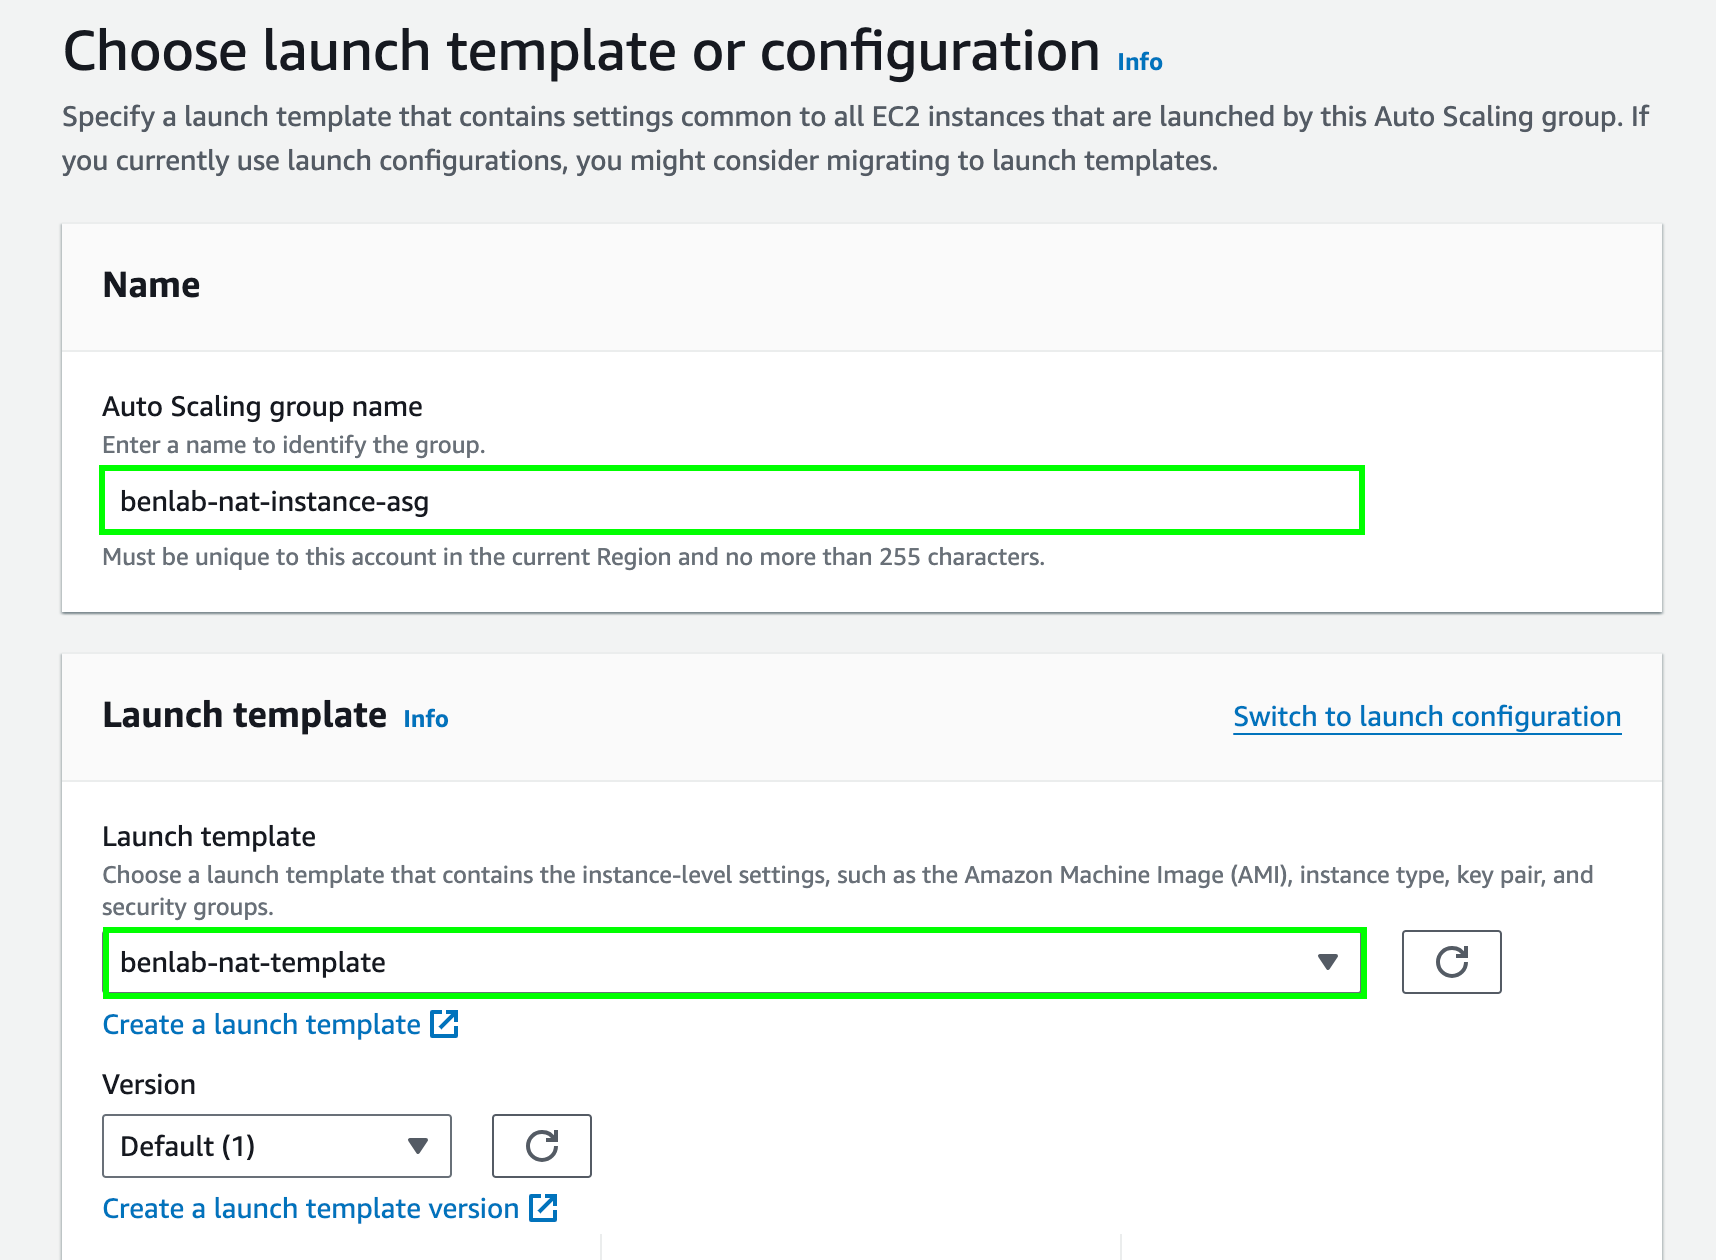 Choose launch template or configuration Info
Specify a launch template that contains settings common to all EC2 instances that are launched by this Auto Scaling group. If
you currently use launch configurations, you might consider migrating to launch templates.
Name
Auto Scaling group name
Enter a name to identify the group.
benlab-nat-instance-asg
Must be unique to this account in the current Region and no more than 255 characters.
Launch template Info
Switch to launch configuration
Launch template
Choose a launch template that contains the instance-level settings, such as the Amazon Machine Image (AMI), instance type, key pair, and
security groups.
benlab-nat-template
Create a launch template
Version
Default (1)
Create a launch template version